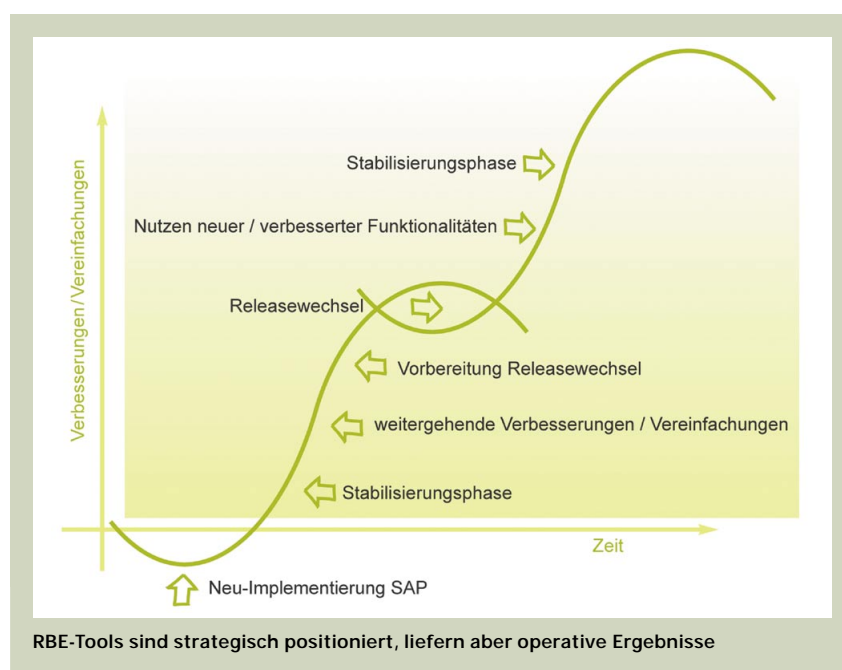 Stabilisierungsphase
Nutzen neuer / verbesserter Funktionalitäten
Releasewechsel
Vorbereitung Releasewechsel
weitergehende Verbesserungen / Vereinfachungen
Stabilisierungsphase
Verbesserungen / Vereinfachungen
Zeit
Neu-Implementierung SAP
RBE-Tools sind strategisch positioniert, liefern aber operative Ergebnisse